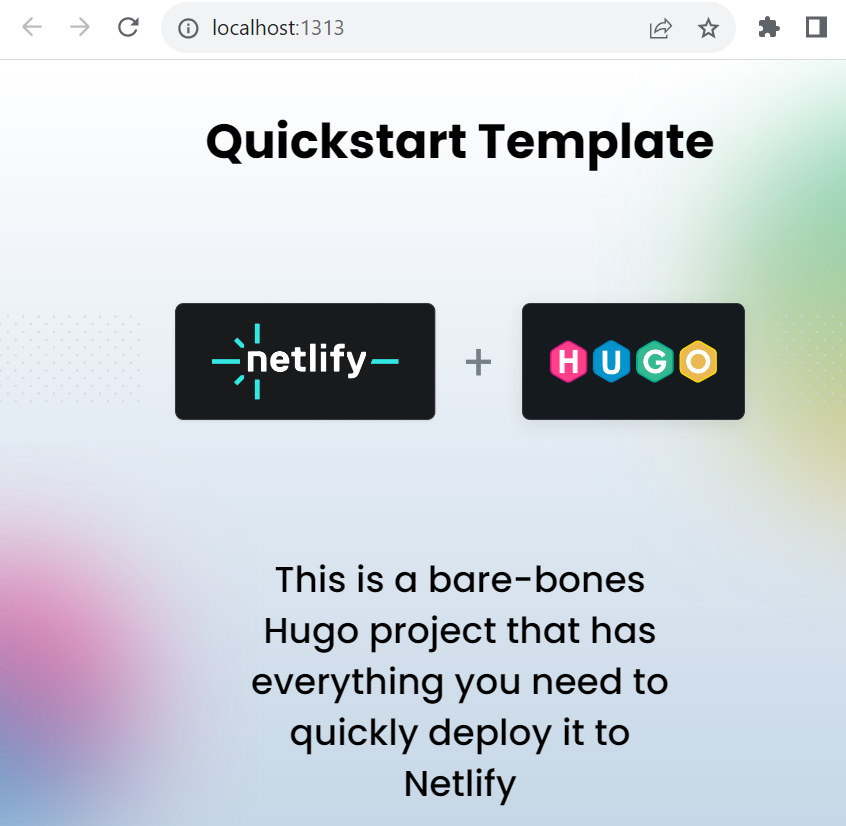 localhost:1313
Quickstart Template
netlify + HUGO
This is a bare-bones
Hugo project that has
everything you need to
quickly deploy it to
Netlify